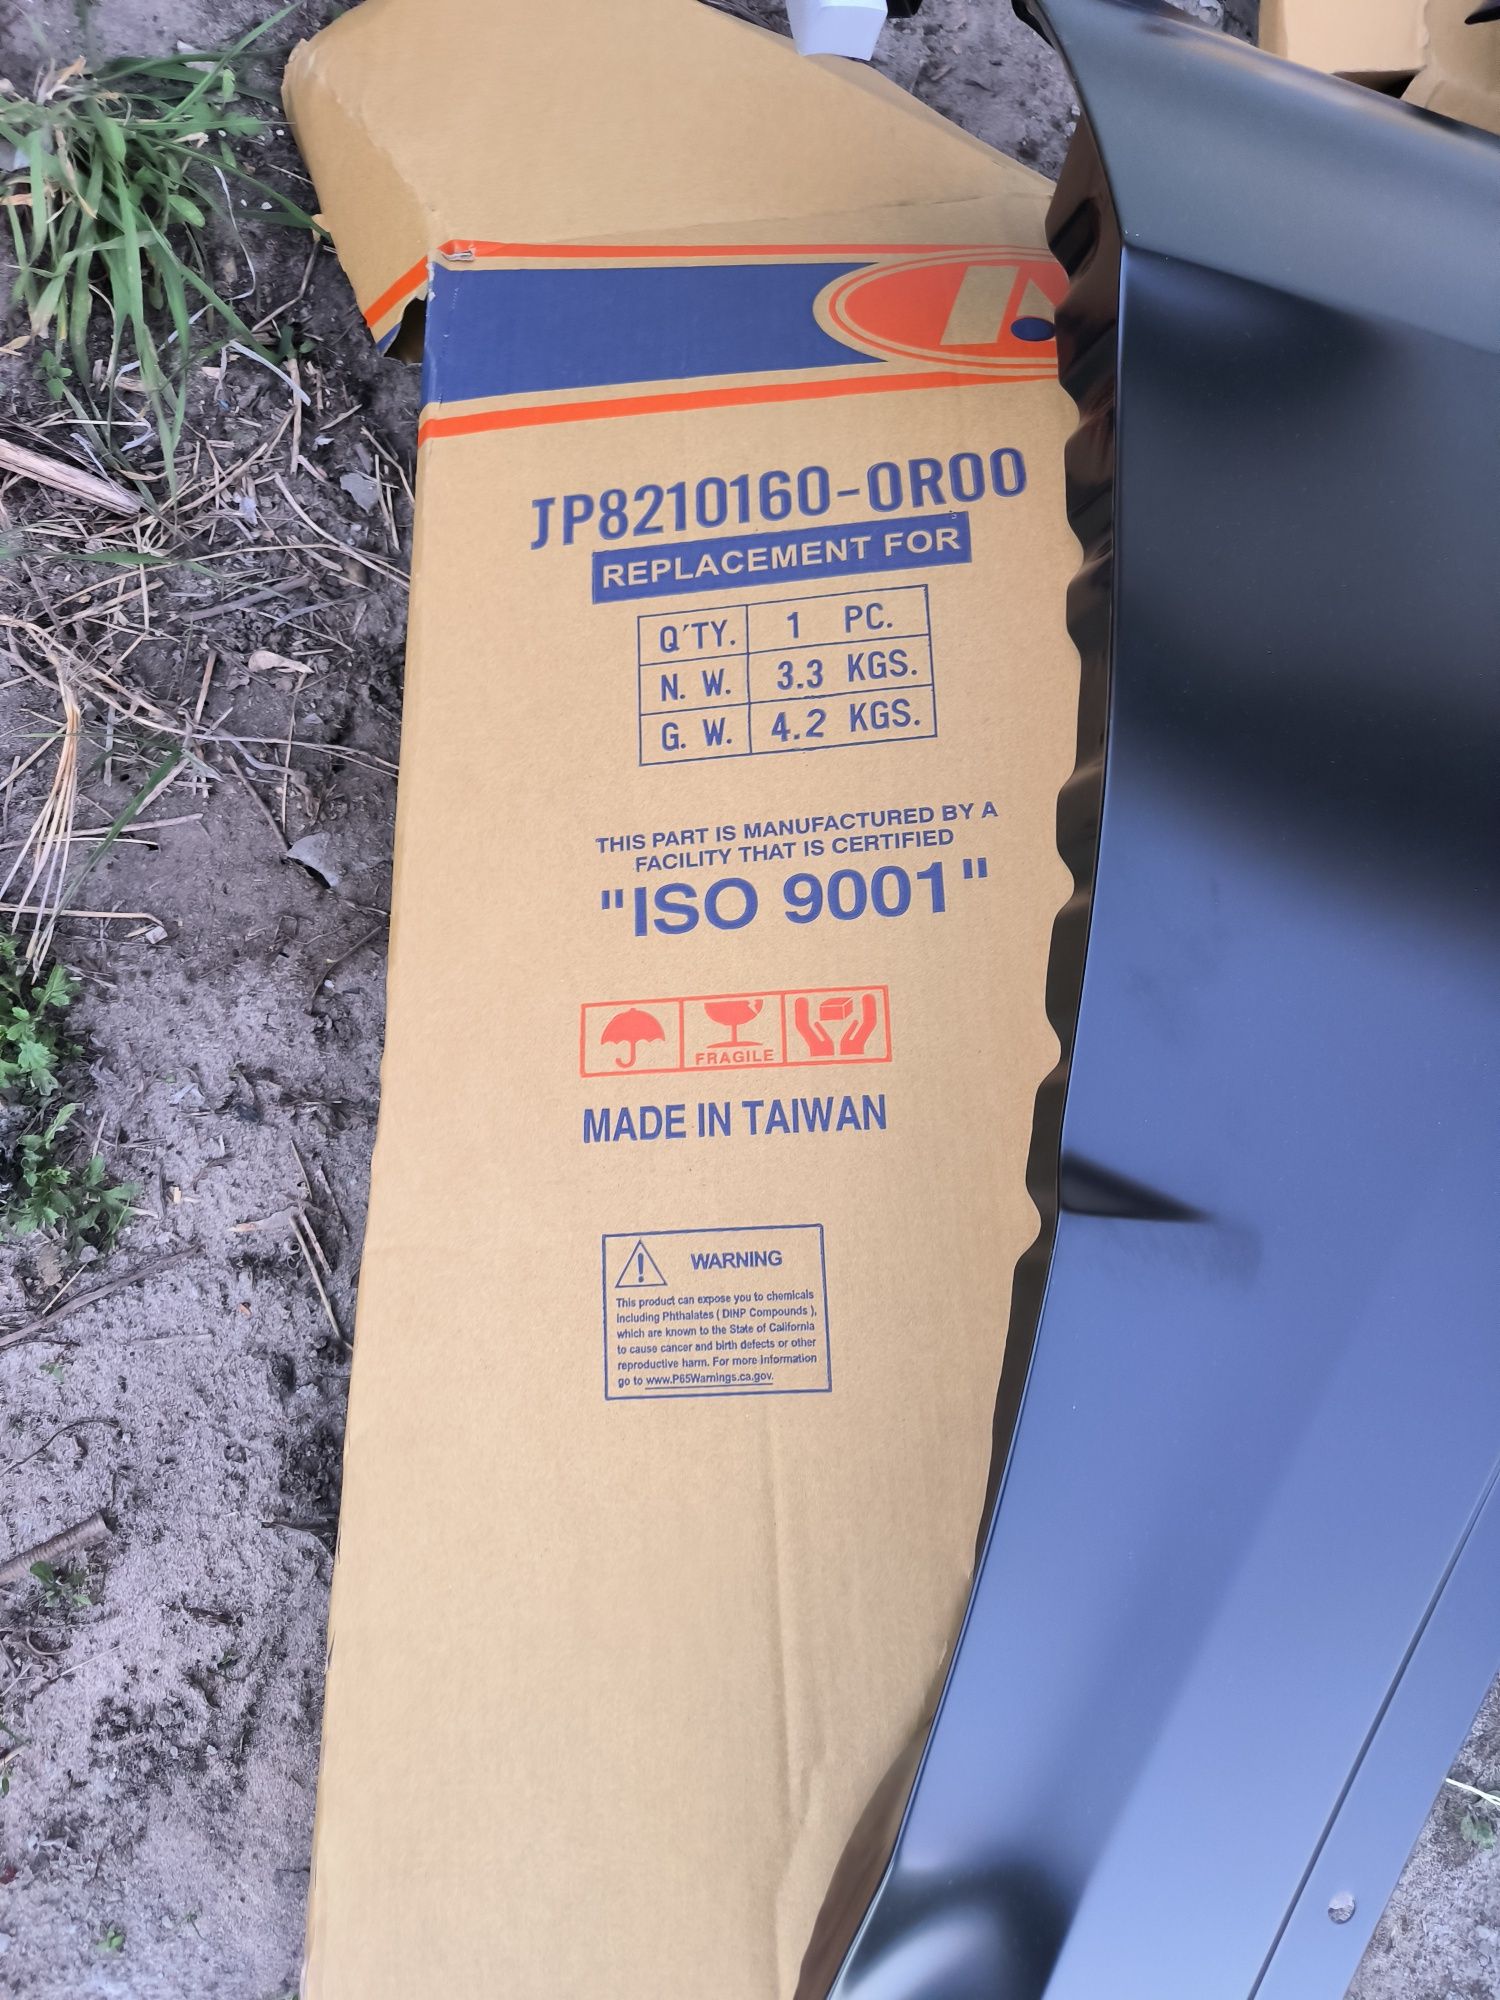 JP8210160-0R00
REPLACEMENT FOR
Q'TY. 1 PC.
N. W. 3.3 KGS.
G. W. 4.2 KGS.
THIS PART IS MANUFACTURED BY A
FACILITY THAT IS CERTIFIED
"ISO 9001"
FRAGILE
MADE IN TAIWAN
WARNING
This product can expose you to chemicals
including Phthalates ( DINP Compounds ),
which are known to the State of California
to cause cancer and birth defects or other
reproductive harm. For more information
go to www.P65Warnings.ca.gov.